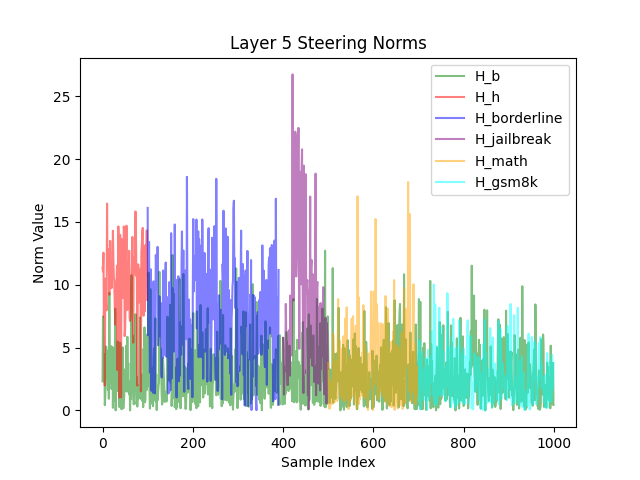 Layer 5 Steering Norms
H_b
H_h
H_borderline
H_jailbreak
H_math
H_gsm8k
Norm Value
25
20
15
10
5
0
0 200 400 600 800 1000
Sample Index